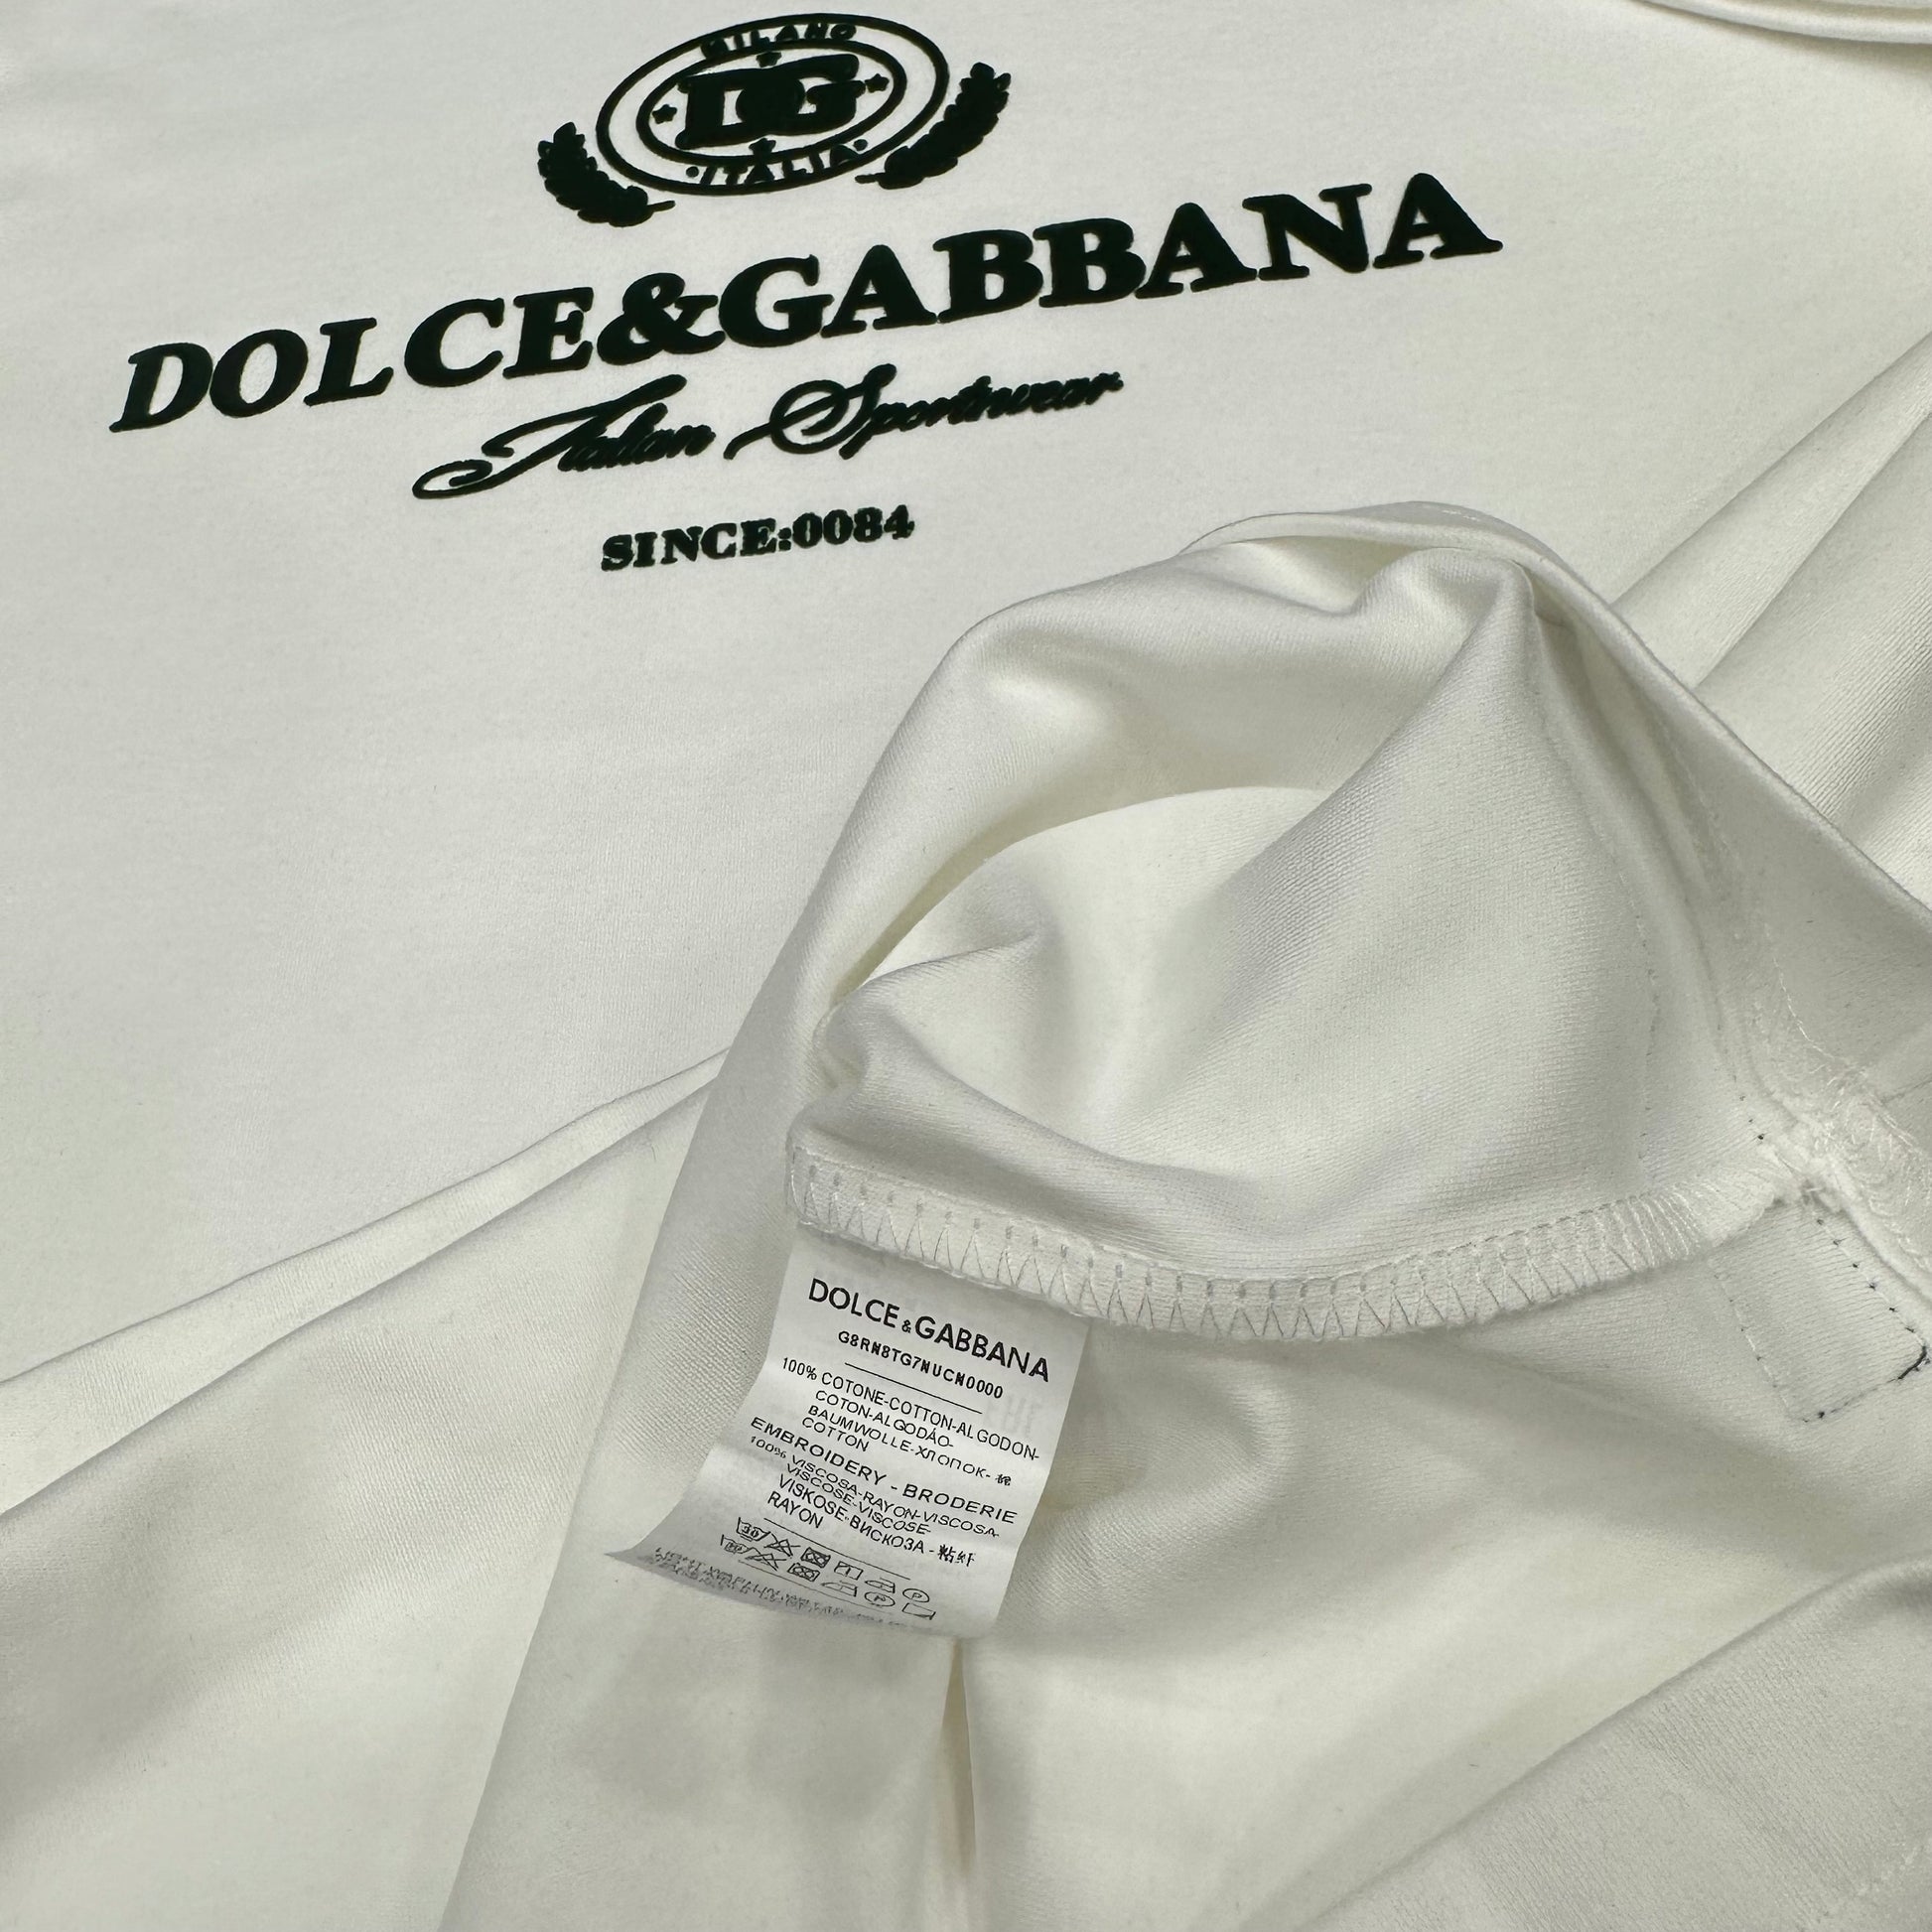 MILANO
DG
ITALIA
DOLCE&GABBANA
Italian Sportswear
SINCE:0084
DOLCE&GABBANA
G8RN8TG7NUCN0000
100% COTONE-COTTON-ALGODON-
COTON-ALGODÃO-
BAUMWOLLE-ХЛОПОК-棉
COTTON
EMBROIDERY - BRODERIE
100% VISCOSA-RAYON-VISCOSA-
VISCOSE-VISCOSE-
VISKOSE-ВИСКОЗА-粘纤
RAYON
30
P